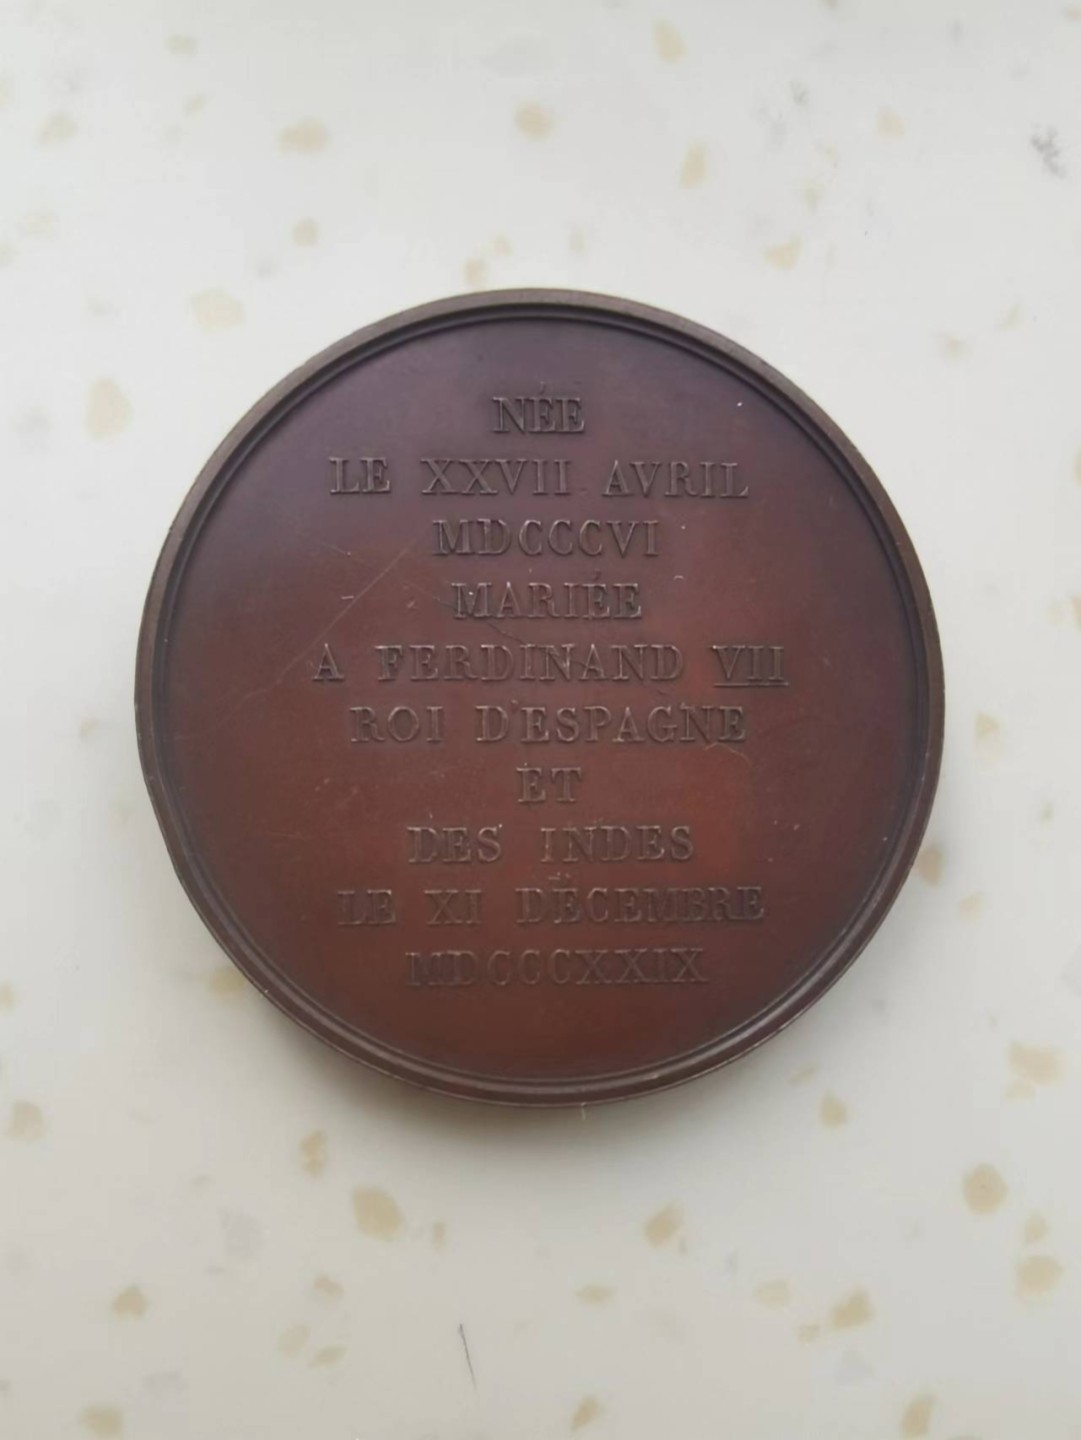 NÉE
LE XXVII AVRIL
MDCCCVI
MARIÉE
A FERDINAND VII
ROI D'ESPAGNE
ET
DES INDES
LE XI DÉCEMBRE
MDCCCXXIX